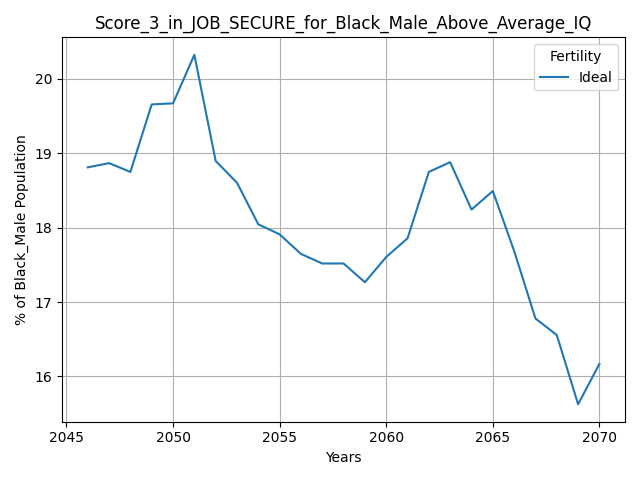 Score_3_in_JOB_SECURE_for_Black_Male_Above_Average_IQ
Fertility
Ideal
% of Black_Male Population
20
19
18
17
16
2045
2050
2055
2060
2065
2070
Years